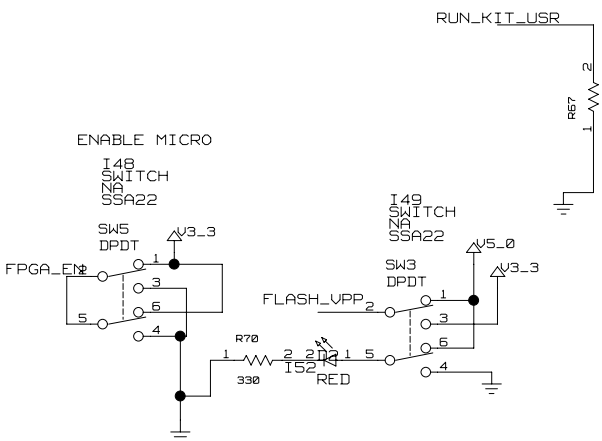 RUN_KIT_USR
2
R67
1
ENABLE MICRO
I48
SWITCH
NA
SSA22
SW5
DPDT
V3_3
FPGA_EN
2
1
3
6
5
4
I49
SWITCH
NA
SSA22
SW3
DPDT
V5_0
V3_3
FLASH_VPP
2
1
3
6
5
4
R70
1
2
330
2
D2
1
I52
RED